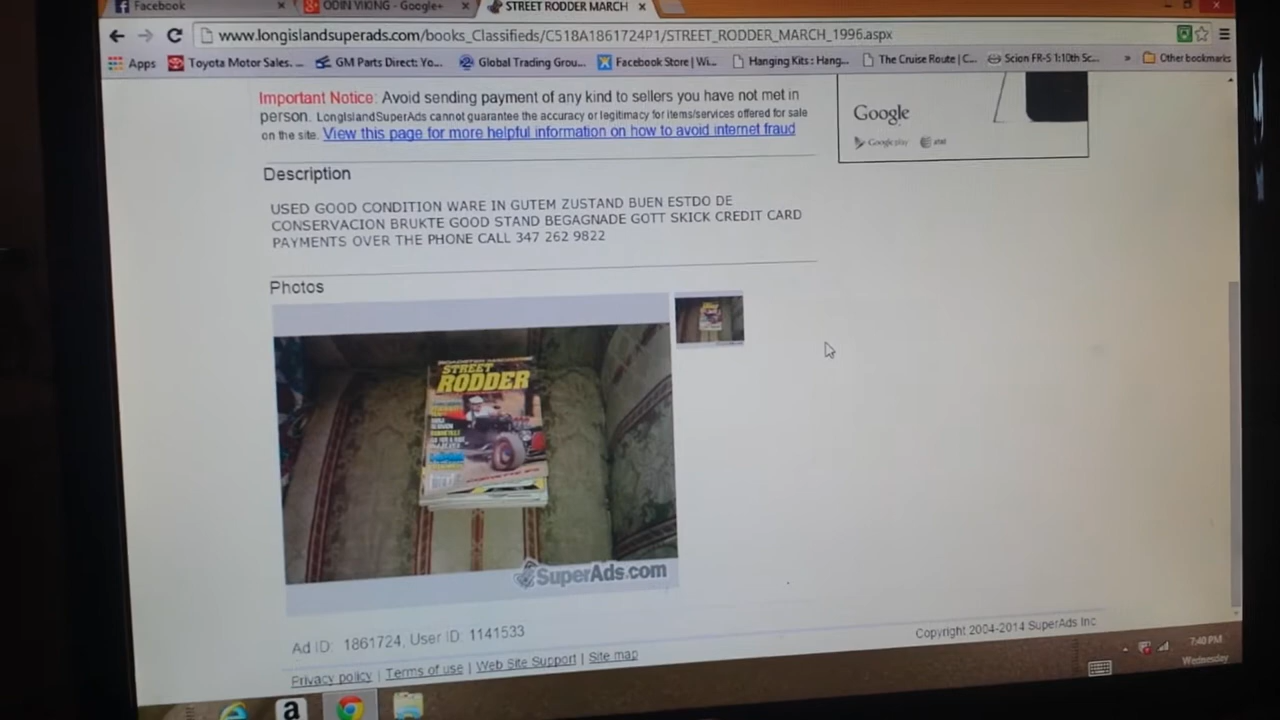 Facebook
ODIN VIKING - Google+
STREET RODDER MARCH
www.longislandsuperads.com/books_Classifieds/C518A1861724P1/STREET_RODDER_MARCH_1996.aspx
Apps
Toyota Motor Sales. ...
GM Parts Direct: Yo...
Global Trading Grou...
Facebook Store | Wi...
Hanging Kits : Hang...
The Cruise Route | C...
Scion FR-S 1:10th Sc...
»
Other bookmarks
Important Notice: Avoid sending payment of any kind to sellers you have not met in
person. LongIslandSuperAds cannot guarantee the accuracy or legitimacy for items/services offered for sale
on the site. View this page for more helpful information on how to avoid internet fraud
Google
Google play
at&t
Description
USED GOOD CONDITION WARE IN GUTEM ZUSTAND BUEN ESTDO DE
CONSERVACION BRUKTE GOOD STAND BEGAGNADE GOTT SKICK CREDIT CARD
PAYMENTS OVER THE PHONE CALL 347 262 9822
Photos
STREET
RODDER
SuperAds.com
Ad ID: 1861724, User ID: 1141533
Copyright 2004-2014 SuperAds Inc
Privacy policy | Terms of use | Web Site Support | Site map
7:40 PM
Wednesday